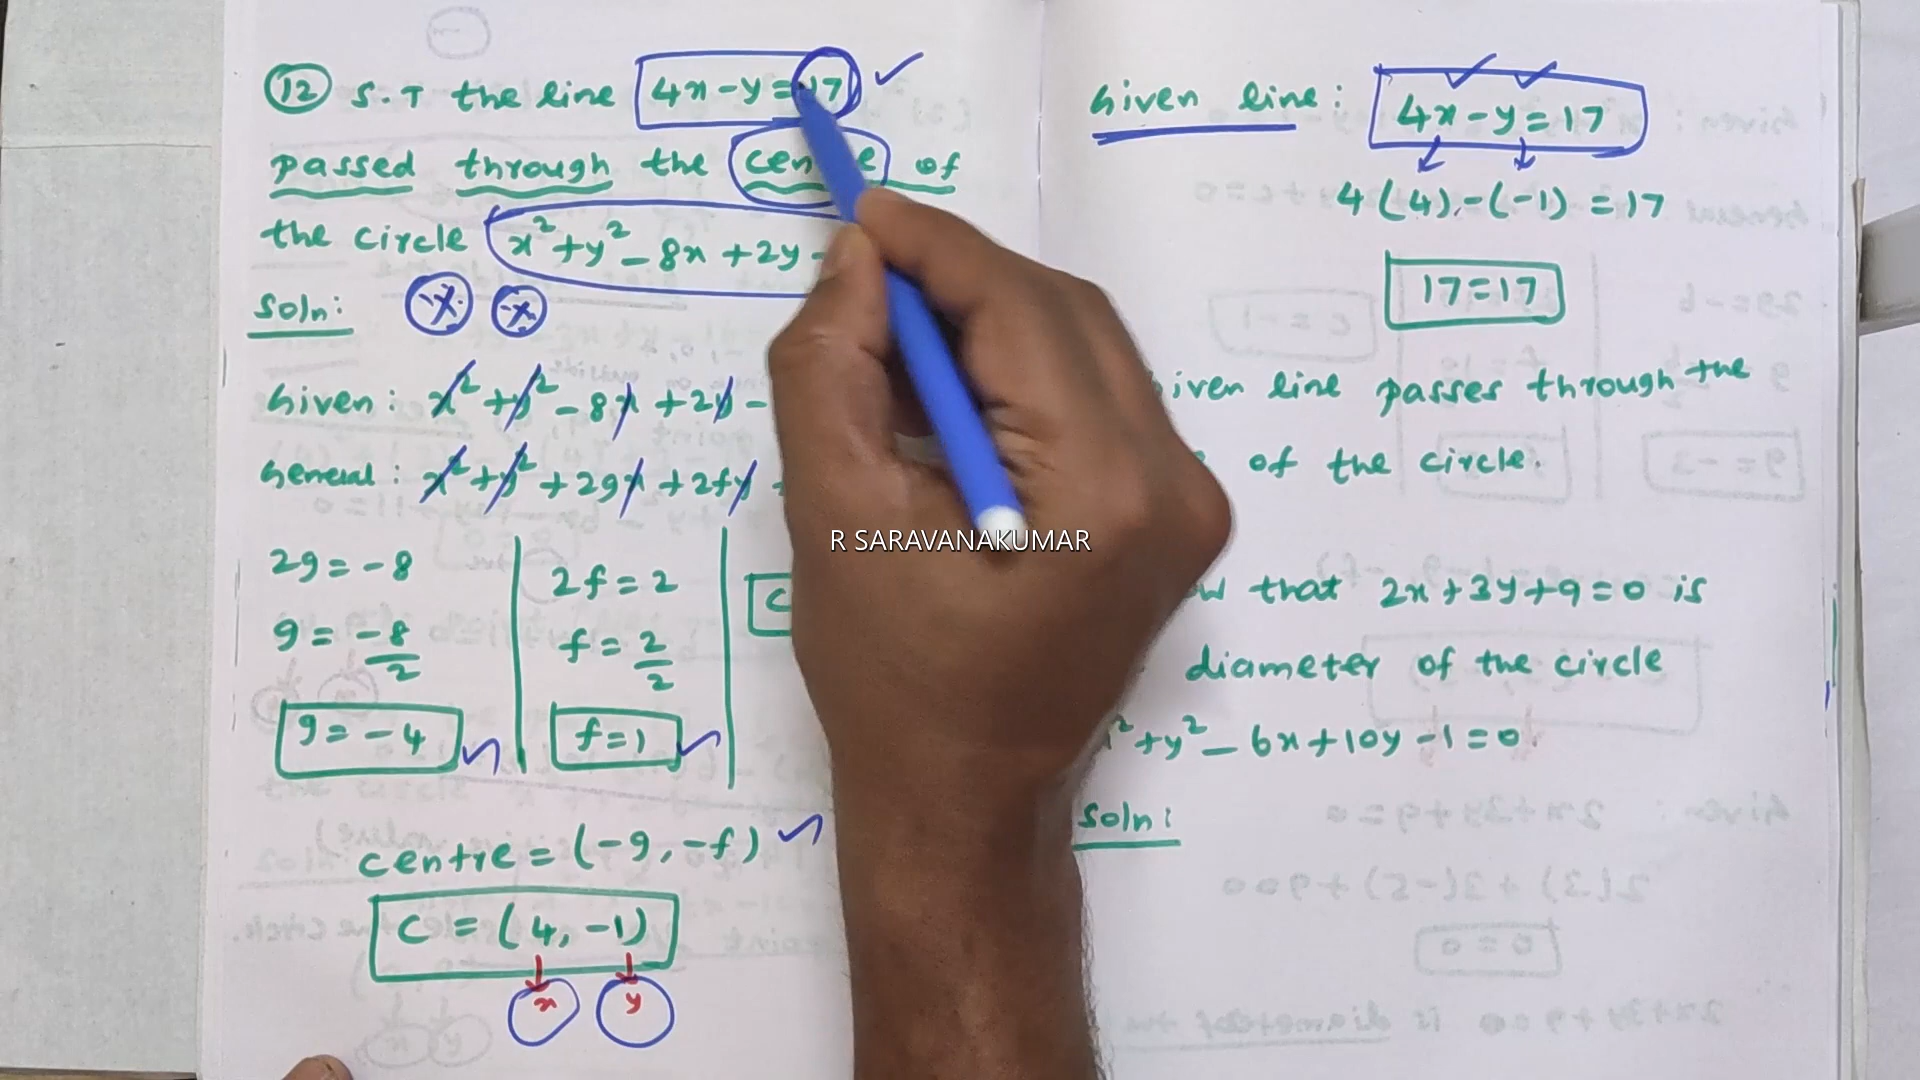 12 S.T the line 4x-y=17
passed through the centre of
the circle x²+y²-8x+2y-
Soln: -x -x
Given: x²+y²-8x+2y-
General: x²+y²+2gx+2fy+
2g=-8
g=-8/2
g=-4
2f=2
f=2/2
f=1
C
centre=(-g,-f)
C=(4,-1)
x y
Given line: 4x-y=17
4(4)-(-1)=17
17=17
Given line passes through the
of the circle.
that 2x+3y+9=0 is
diameter of the circle
x²+y²-6x+10y-1=0
Soln:
R SARAVANAKUMAR